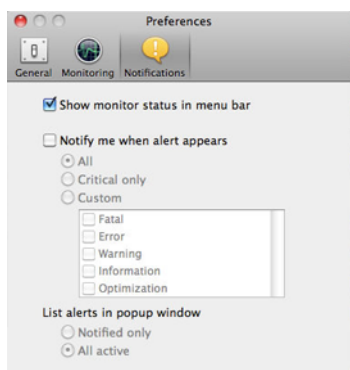 Preferences
General Monitoring Notifications
Show monitor status in menu bar
Notify me when alert appears
All
Critical only
Custom
Fatal
Error
Warning
Information
Optimization
List alerts in popup window
Notified only
All active